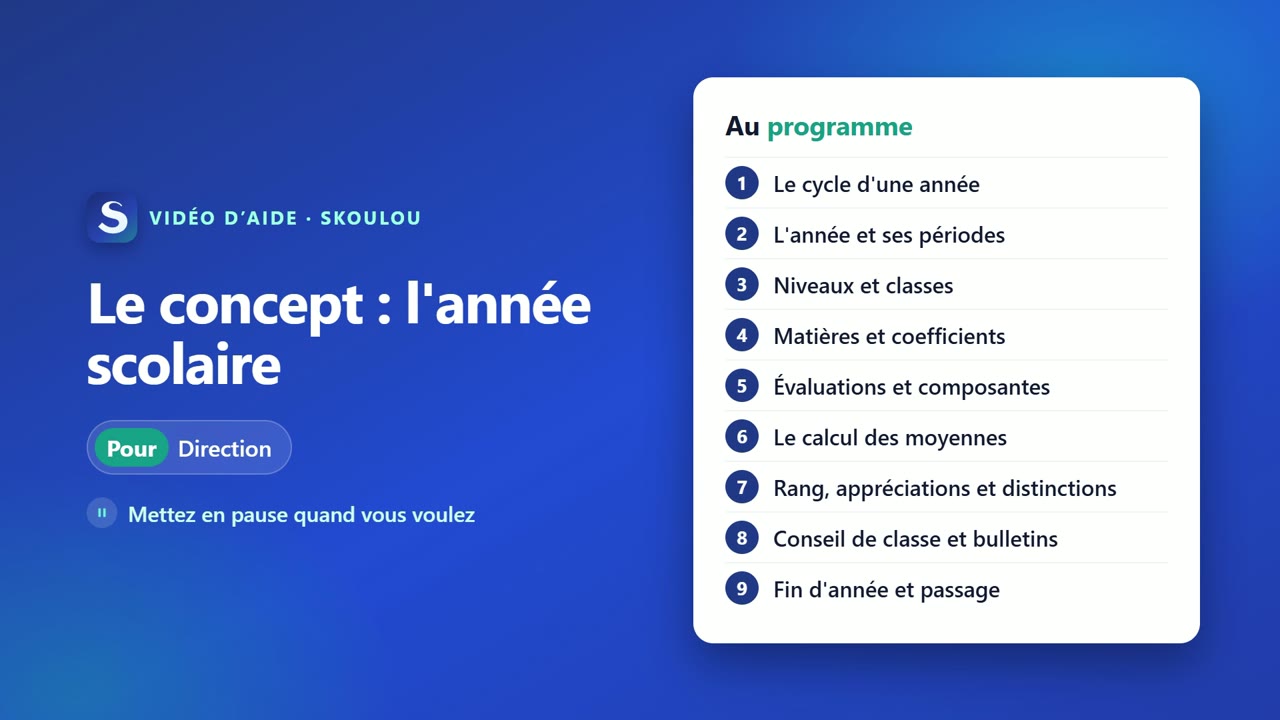 S
VIDÉO D’AIDE · SKOULOU
Le concept : l'année
scolaire
Pour Direction
Mettez en pause quand vous voulez
Au programme
1 Le cycle d'une année
2 L'année et ses périodes
3 Niveaux et classes
4 Matières et coefficients
5 Évaluations et composantes
6 Le calcul des moyennes
7 Rang, appréciations et distinctions
8 Conseil de classe et bulletins
9 Fin d'année et passage